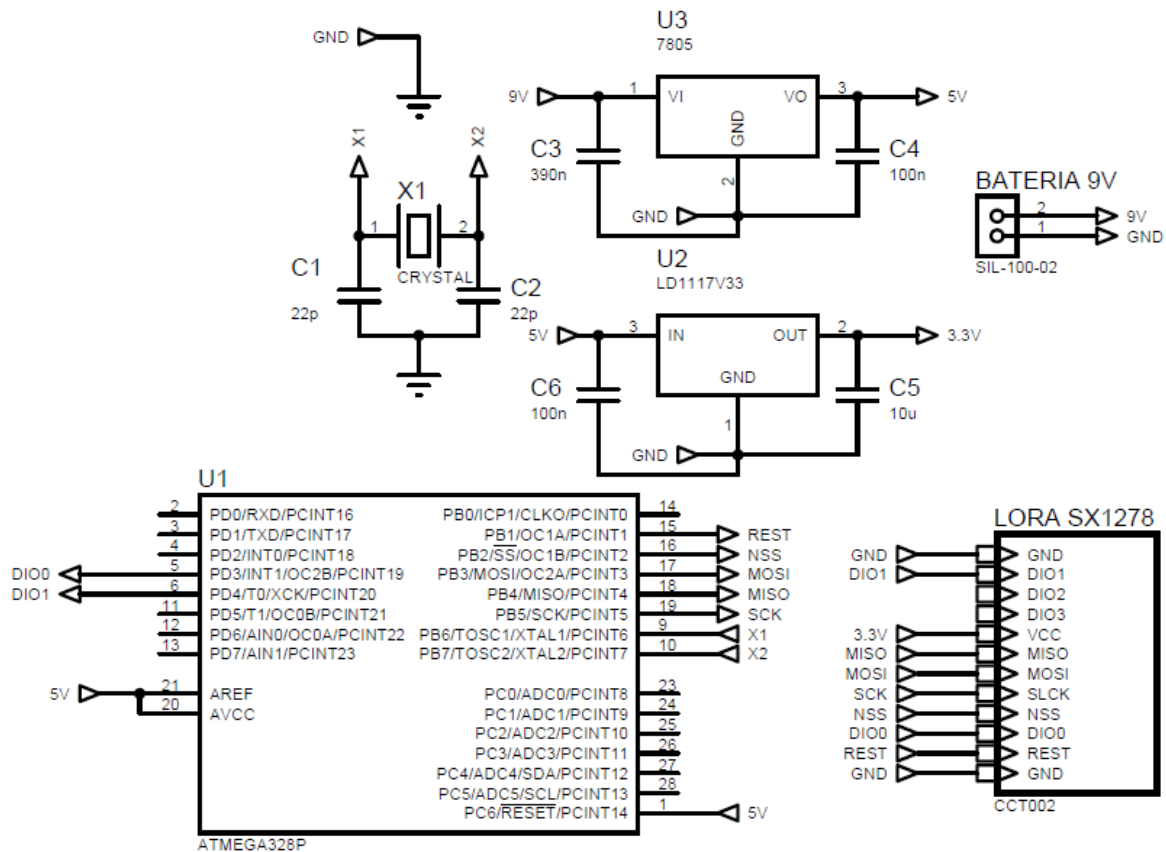 GND
X1
X2
X1
1
2
CRYSTAL
C1
22p
C2
22p
U3
7805
9V
1
VI
VO
3
5V
GND
2
C3
390n
C4
100n
GND
BATERIA 9V
2
9V
1
GND
SIL-100-02
U2
LD1117V33
5V
3
IN
OUT
2
3.3V
GND
1
C6
100n
C5
10u
GND
U1
2 PD0/RXD/PCINT16
3 PD1/TXD/PCINT17
4 PD2/INT0/PCINT18
DIO0 5 PD3/INT1/OC2B/PCINT19
DIO1 6 PD4/T0/XCK/PCINT20
11 PD5/T1/OC0B/PCINT21
12 PD6/AIN0/OC0A/PCINT22
13 PD7/AIN1/PCINT23
5V 21 AREF
20 AVCC
PB0/ICP1/CLKO/PCINT0 14
PB1/OC1A/PCINT1 15 REST
PB2/SS/OC1B/PCINT2 16 NSS
PB3/MOSI/OC2A/PCINT3 17 MOSI
PB4/MISO/PCINT4 18 MISO
PB5/SCK/PCINT5 19 SCK
PB6/TOSC1/XTAL1/PCINT6 9 X1
PB7/TOSC2/XTAL2/PCINT7 10 X2
PC0/ADC0/PCINT8 23
PC1/ADC1/PCINT9 24
PC2/ADC2/PCINT10 25
PC3/ADC3/PCINT11 26
PC4/ADC4/SDA/PCINT12 27
PC5/ADC5/SCL/PCINT13 28
PC6/RESET/PCINT14 1 5V
ATMEGA328P
LORA SX1278
GND GND
DIO1 DIO1
DIO2
DIO3
3.3V VCC
MISO MISO
MOSI MOSI
SCK SLCK
NSS NSS
DIO0 DIO0
REST REST
GND GND
CCT002